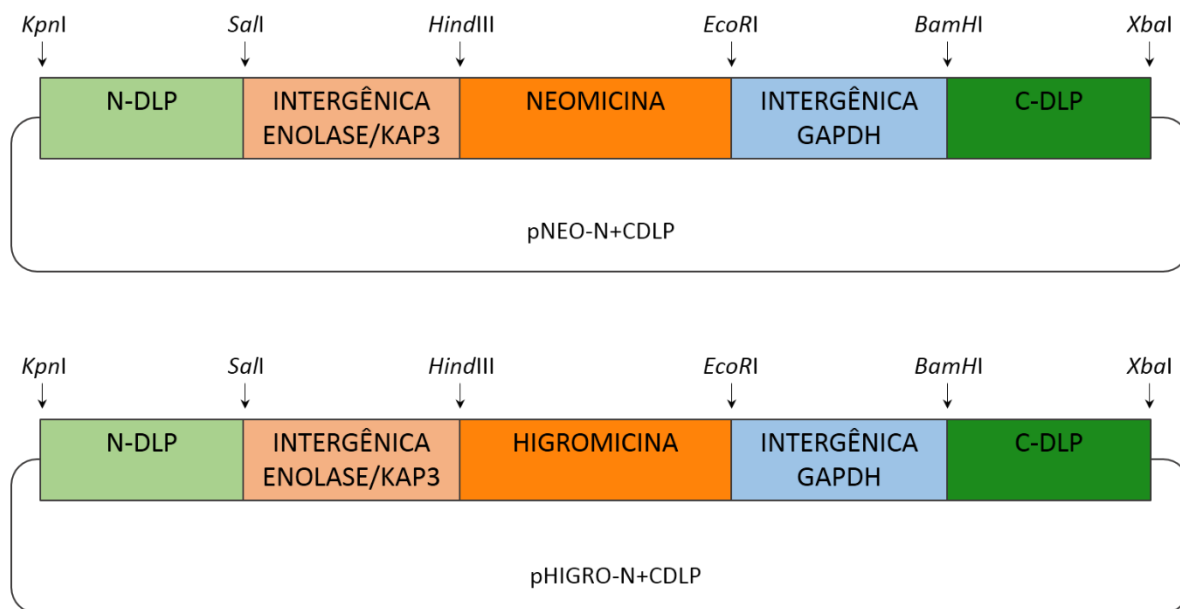 KpnI SalI HindIII EcoRI BamHI XbaI
N-DLP INTERGÊNICA NEOMICINA INTERGÊNICA C-DLP
ENOLASE/KAP3 GAPDH
pNEO-N+CDLP
KpnI SalI HindIII EcoRI BamHI XbaI
N-DLP INTERGÊNICA HIGROMICINA INTERGÊNICA C-DLP
ENOLASE/KAP3 GAPDH
pHIGRO-N+CDLP